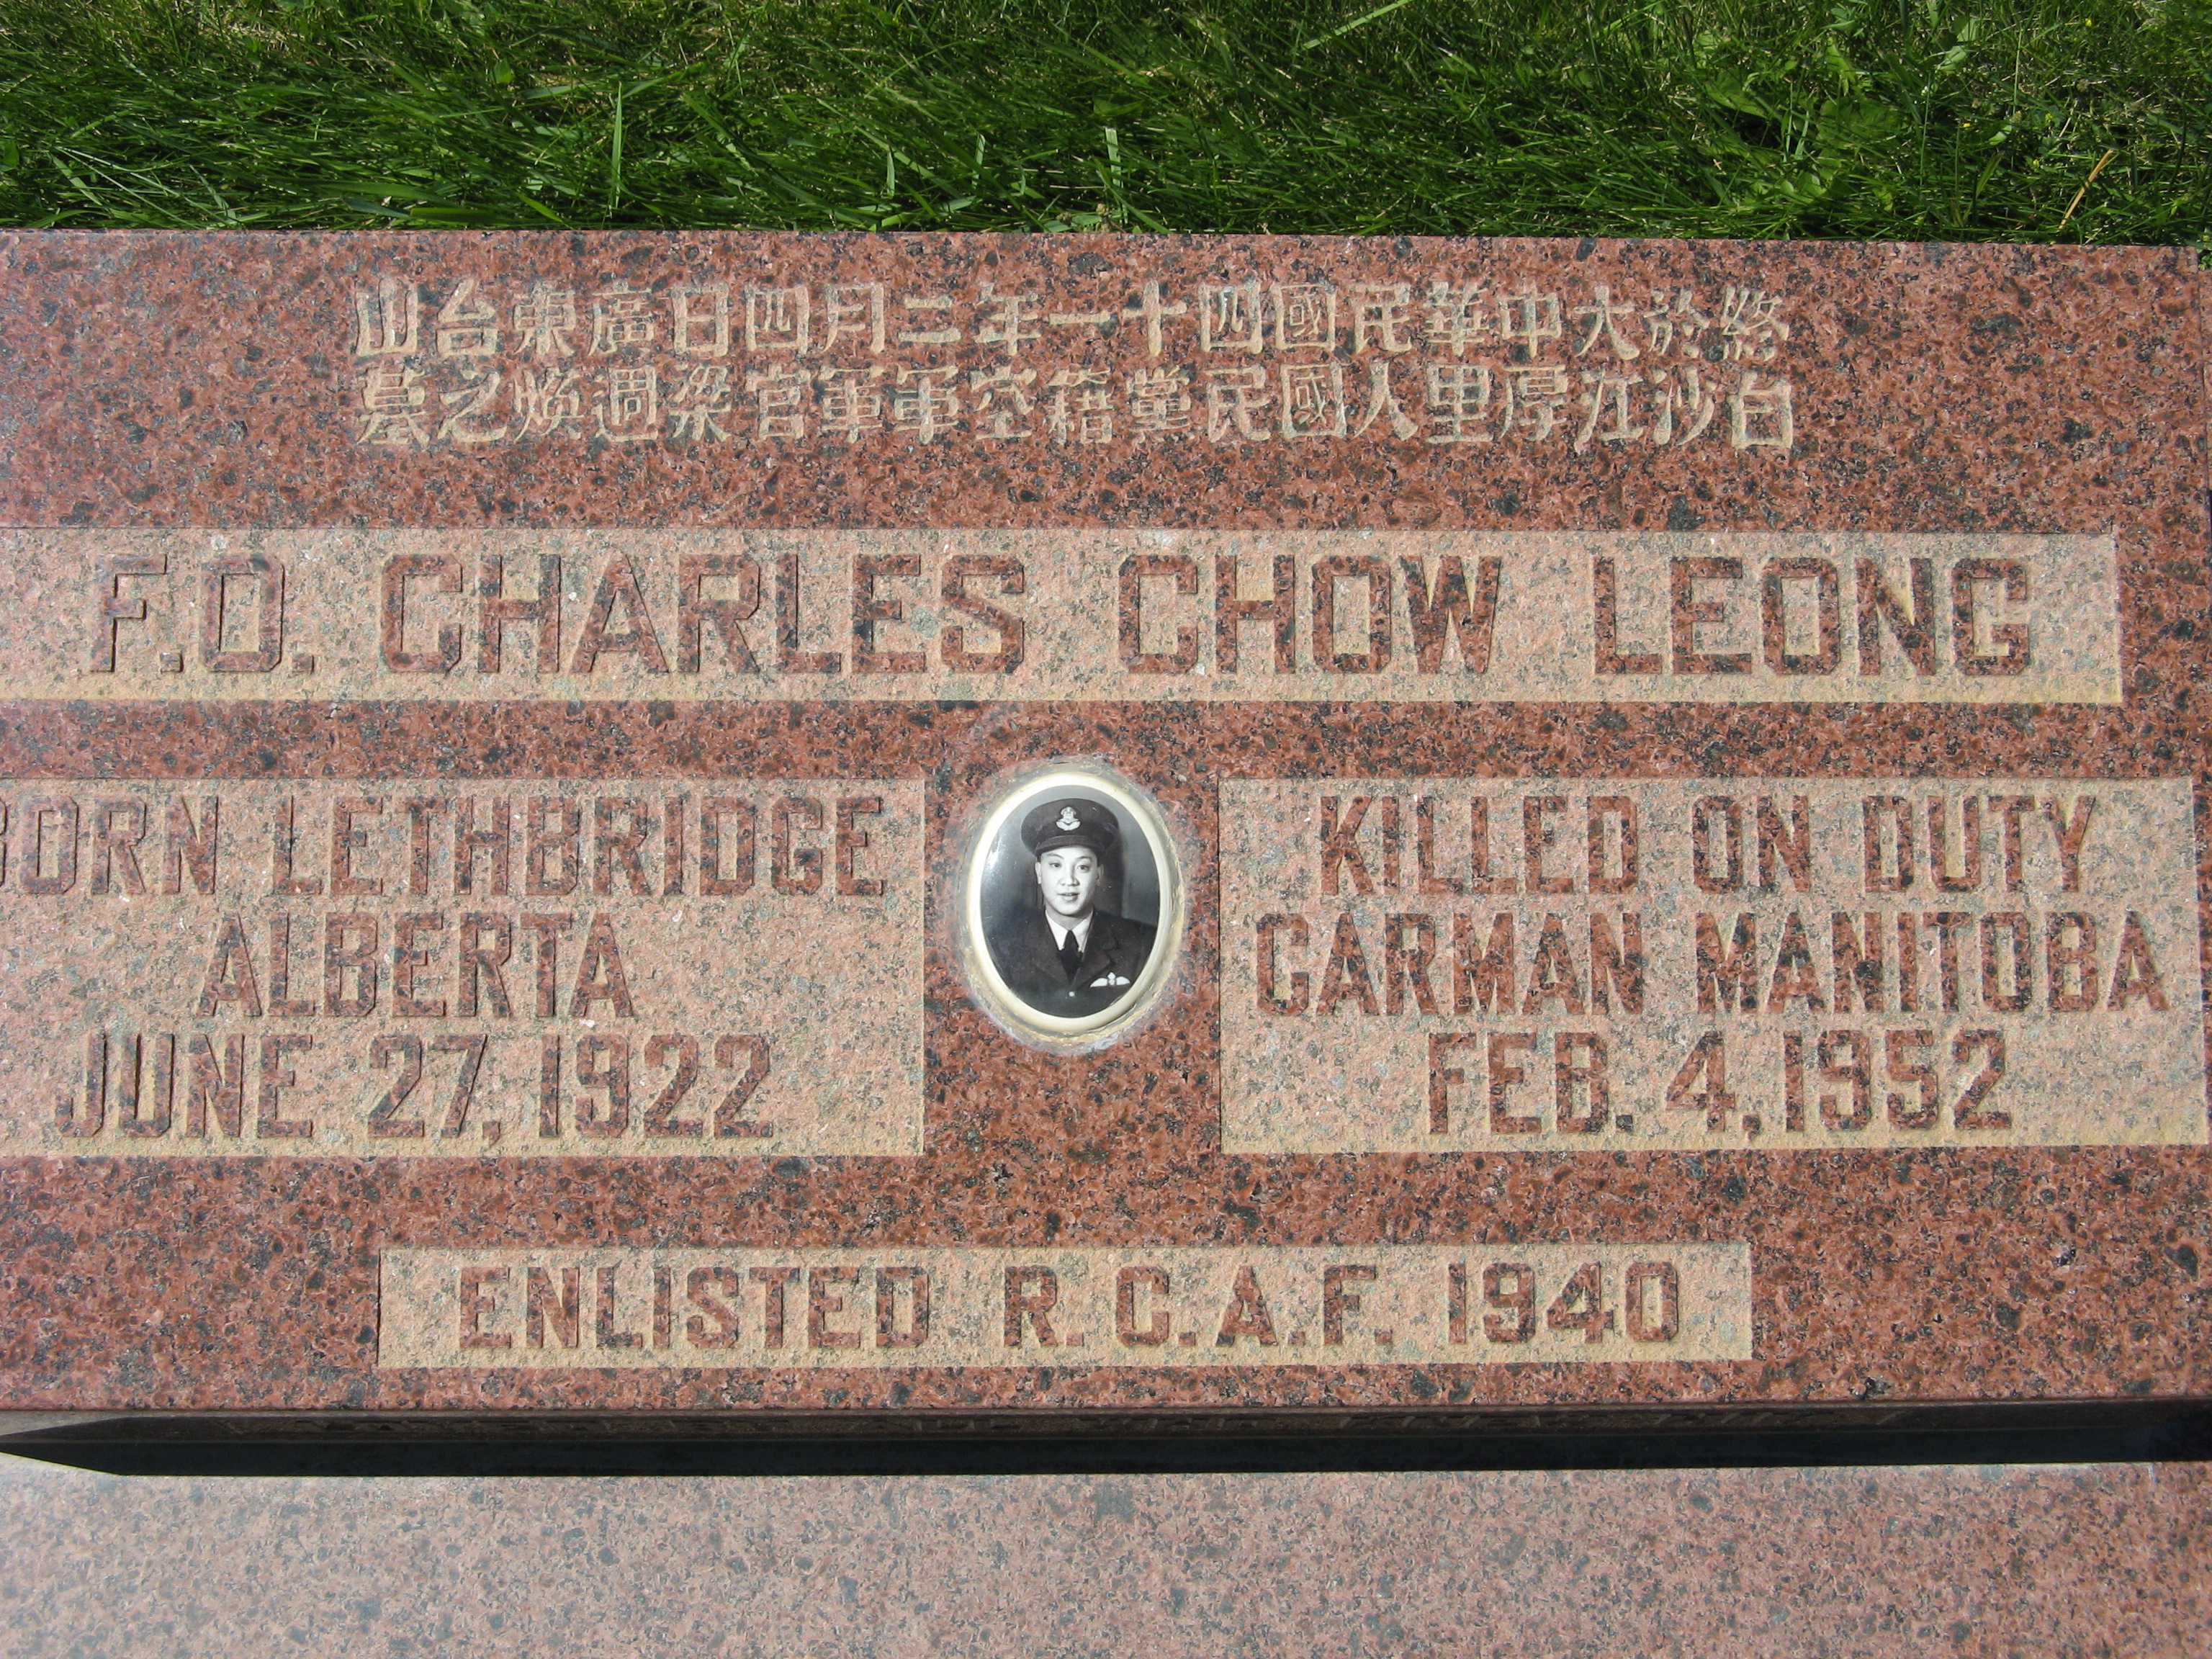 終於大中華民國四十一年二月四日廣東台山
白沙江厚里人國民黨籍空軍軍官梁週煥之墓
F.O. CHARLES CHOW LEONG
BORN LETHBRIDGE
ALBERTA
JUNE 27, 1922
KILLED ON DUTY
CARMAN MANITOBA
FEB. 4, 1952
ENLISTED R.C.A.F. 1940